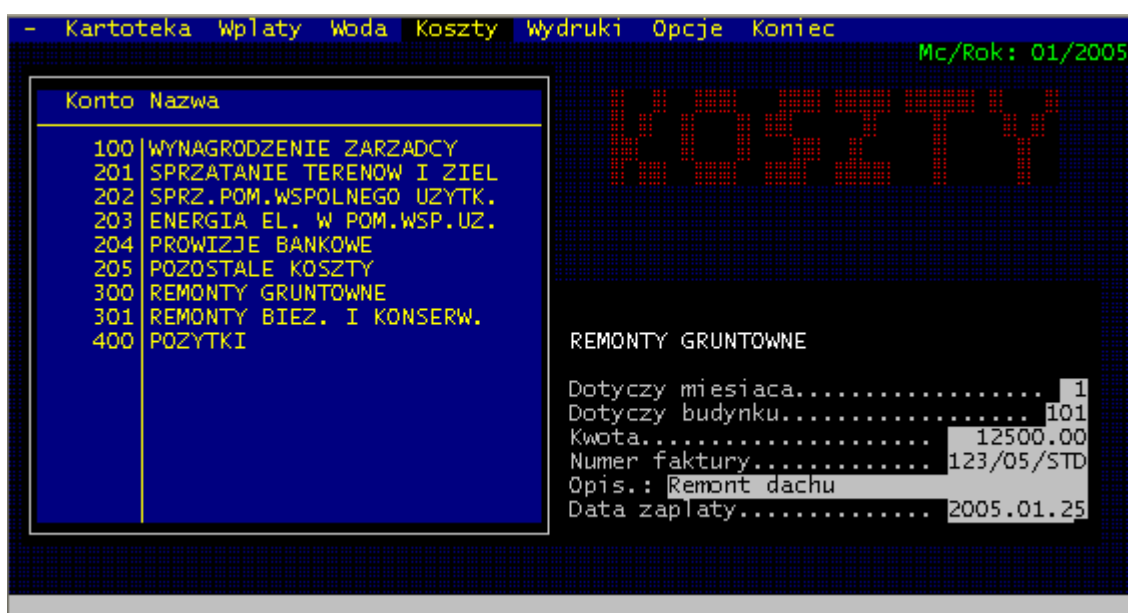 - Kartoteka Wplaty Woda Koszty Wydruki Opcje Koniec
Mc/Rok: 01/2005
Konto Nazwa
KOSZTY
100 WYNAGRODZENIE ZARZADCY
201 SPRZATANIE TERENOW I ZIEL
202 SPRZ.POM.WSPOLNEGO UZYTK.
203 ENERGIA EL. W POM.WSP.UZ.
204 PROWIZJE BANKOWE
205 POZOSTALE KOSZTY
300 REMONTY GRUNTOWNE
301 REMONTY BIEZ. I KONSERW.
400 POZYTKI
REMONTY GRUNTOWNE
Dotyczy miesiaca................... 1
Dotyczy budynku.................. 101
Kwota..................... 12500.00
Numer faktury.............. 123/05/STD
Opis.: Remont dachu
Data zaplaty............... 2005.01.25